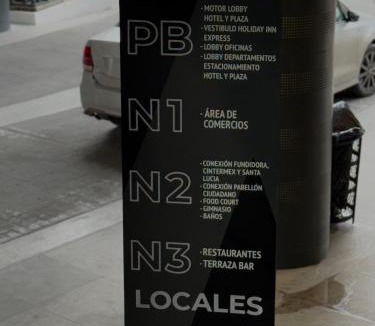 PB
· MOTOR LOBBY
HOTEL Y PLAZA
· VESTÍBULO HOLIDAY INN
EXPRESS
· LOBBY OFICINAS
· LOBBY DEPARTAMENTOS
ESTACIONAMIENTO
HOTEL Y PLAZA
N1
· ÁREA DE
COMERCIOS
N2
· CONEXIÓN FUNDIDORA,
CINTERMEX Y SANTA
LUCIA
· CONEXIÓN PABELLÓN
CIUDADANO
· FOOD COURT
· GIMNASIO
· BAÑOS
N3
· RESTAURANTES
· TERRAZA BAR
LOCALES